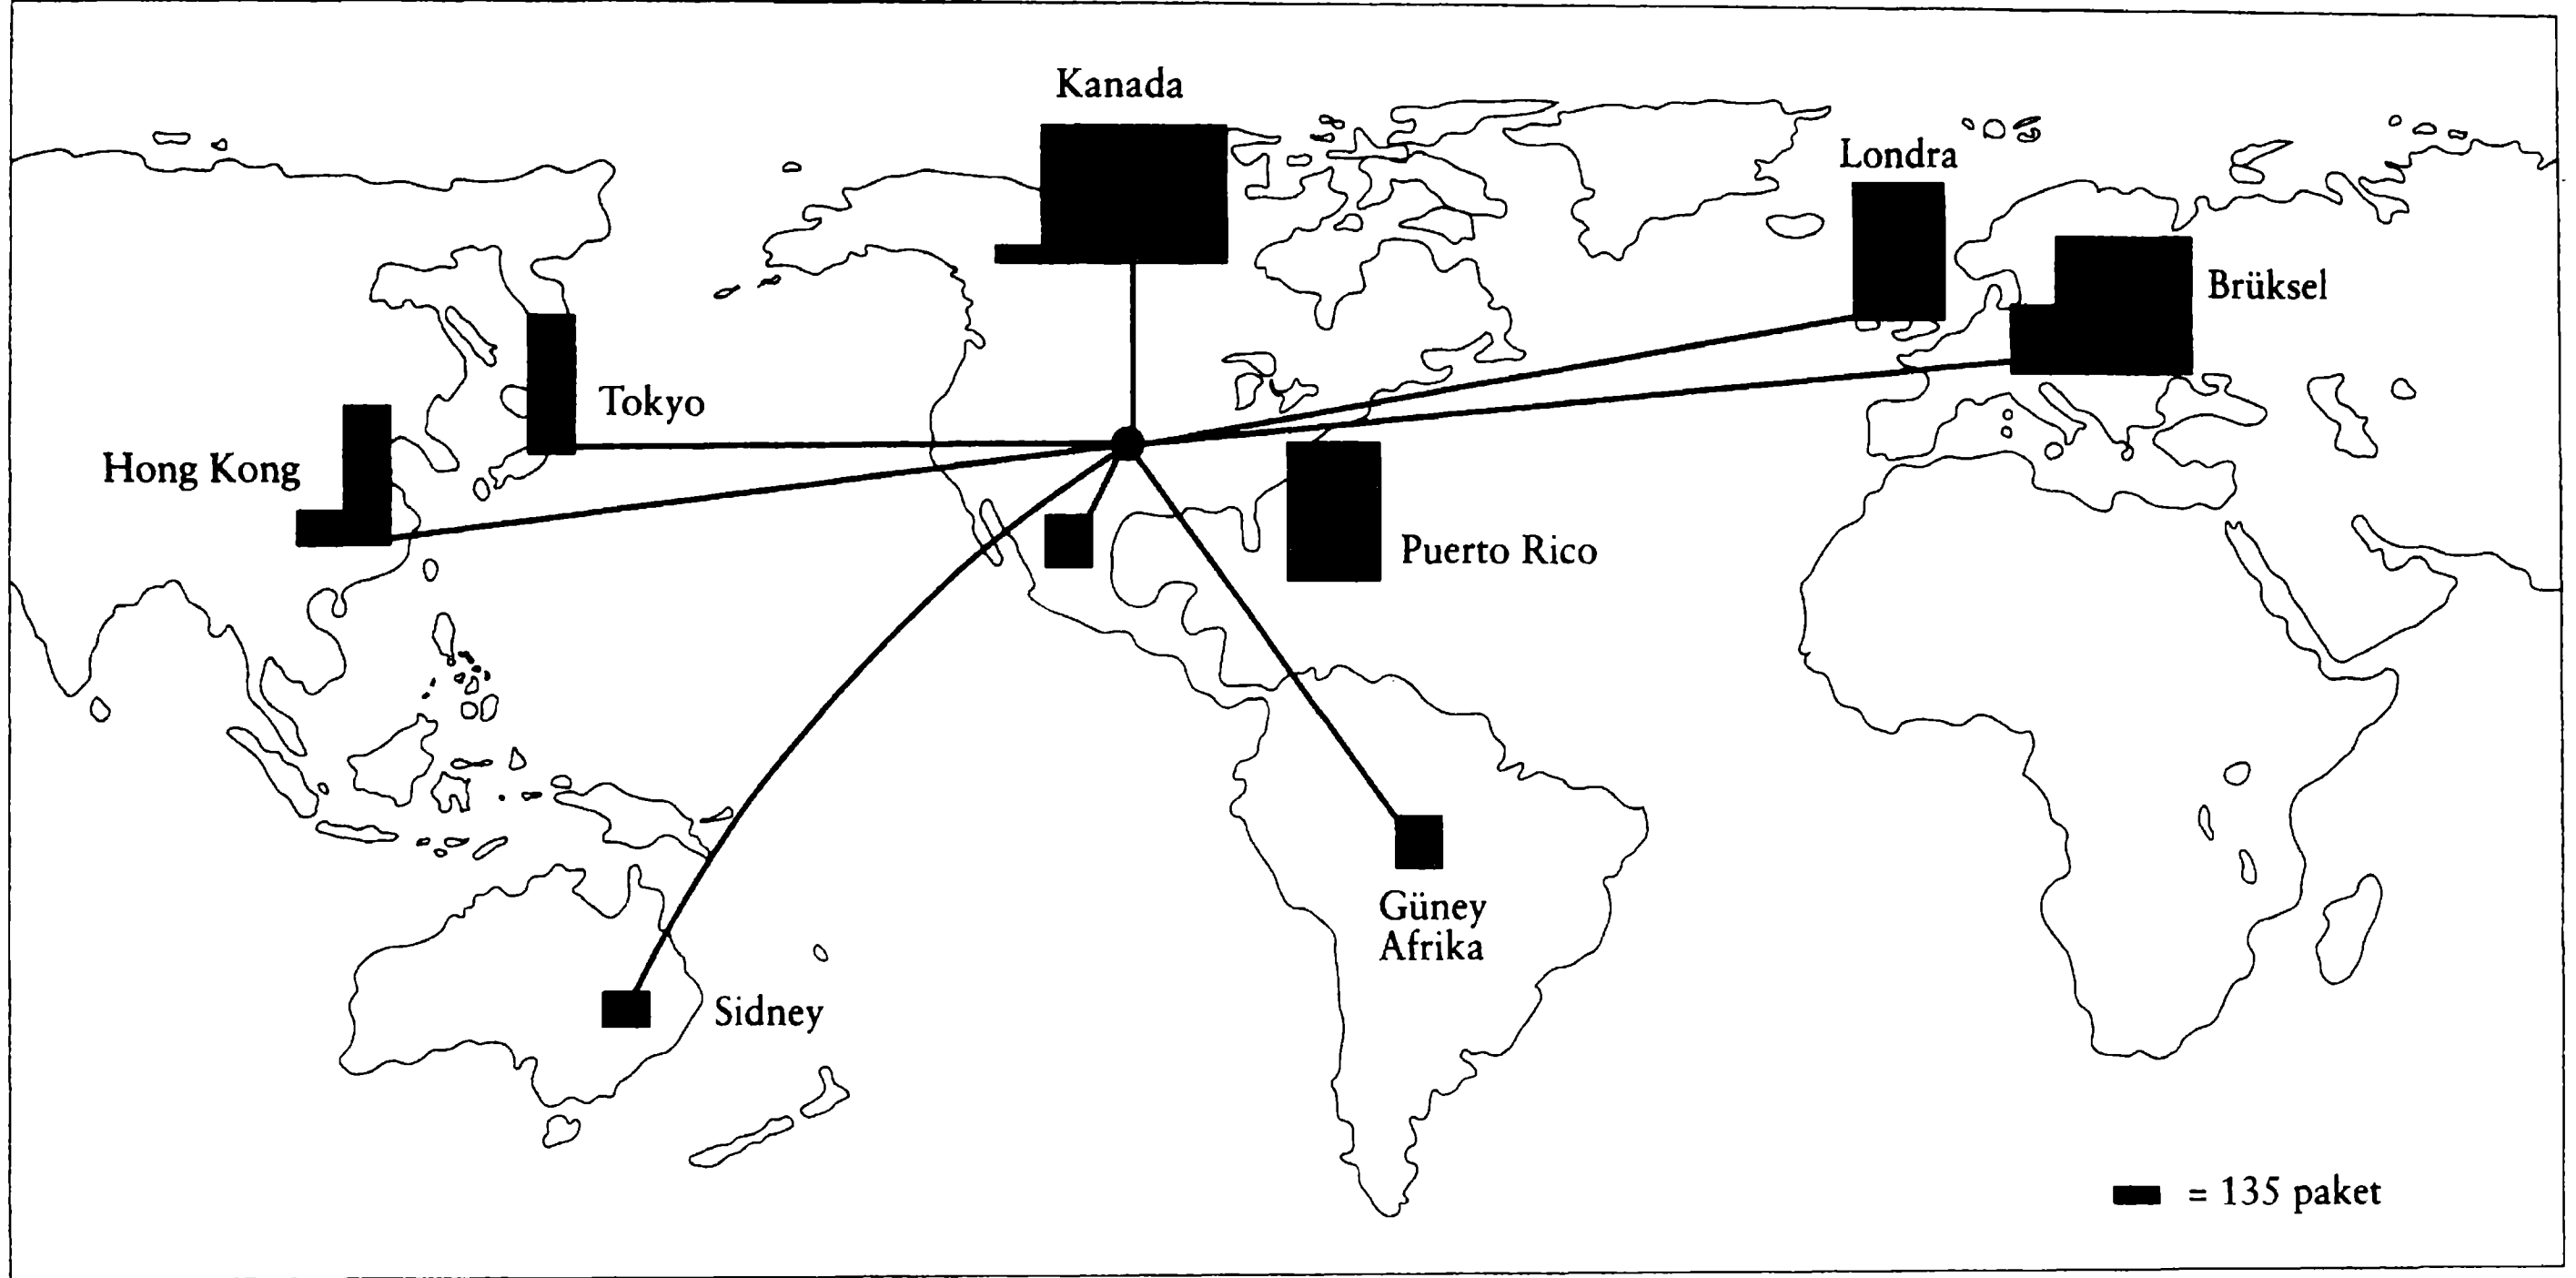 Kanada
Londra
Brüksel
Tokyo
Hong Kong
Puerto Rico
Güney
Afrika
Sidney
= 135 paket